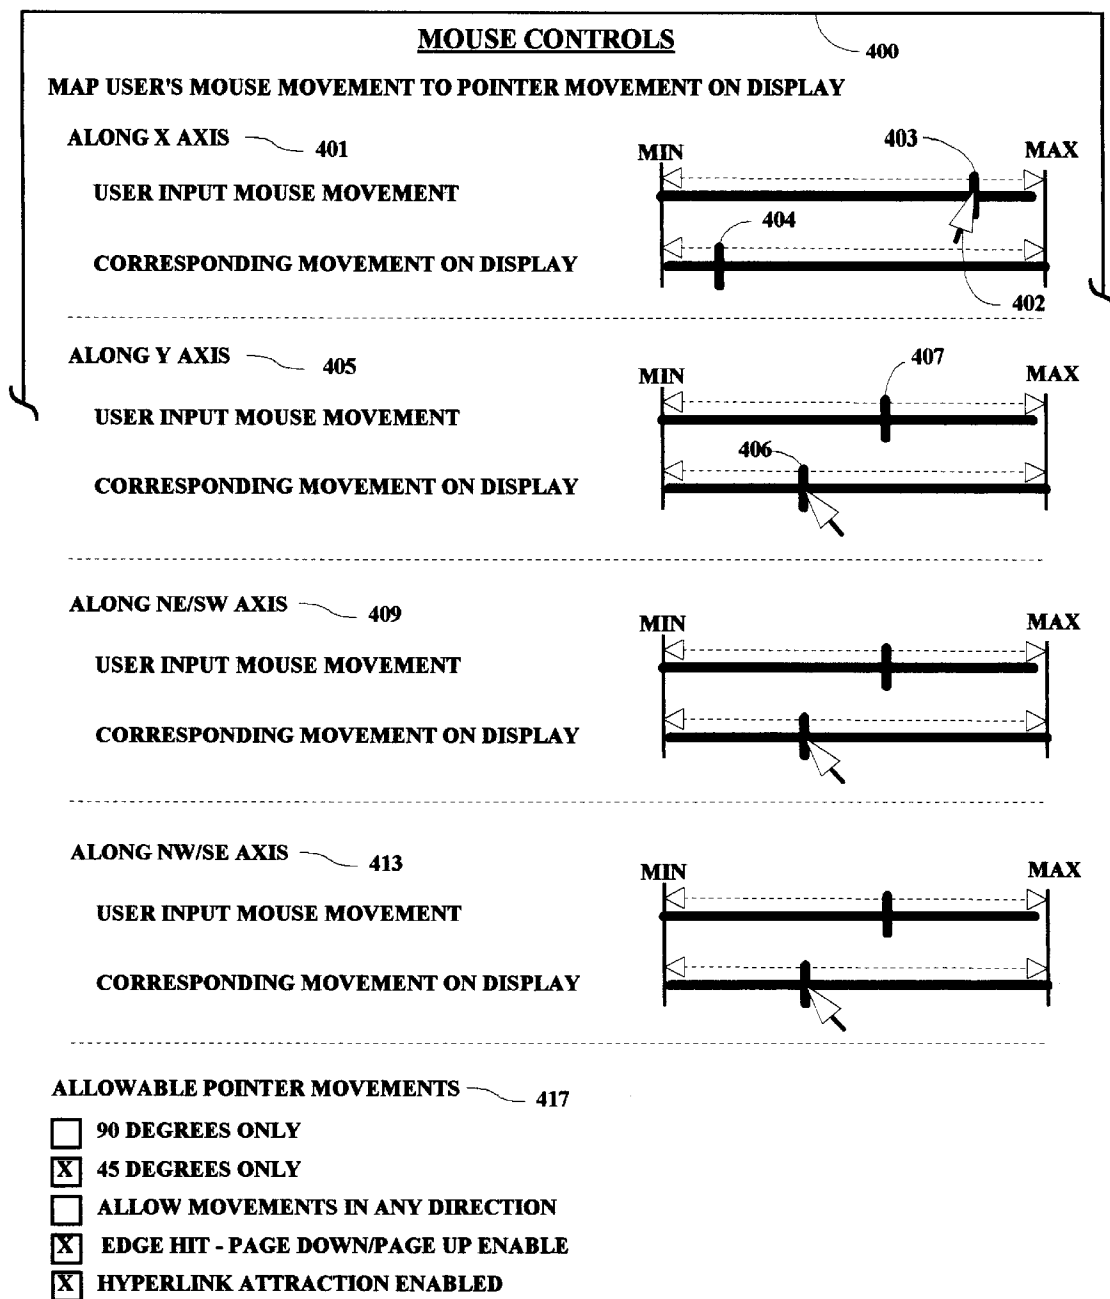 MOUSE CONTROLS
400
MAP USER'S MOUSE MOVEMENT TO POINTER MOVEMENT ON DISPLAY
ALONG X AXIS 401
MIN 403 MAX
USER INPUT MOUSE MOVEMENT
404
CORRESPONDING MOVEMENT ON DISPLAY
402
ALONG Y AXIS 405
MIN 407 MAX
USER INPUT MOUSE MOVEMENT
406
CORRESPONDING MOVEMENT ON DISPLAY
ALONG NE/SW AXIS 409
MIN MAX
USER INPUT MOUSE MOVEMENT
CORRESPONDING MOVEMENT ON DISPLAY
ALONG NW/SE AXIS 413
MIN MAX
USER INPUT MOUSE MOVEMENT
CORRESPONDING MOVEMENT ON DISPLAY
ALLOWABLE POINTER MOVEMENTS 417
90 DEGREES ONLY
X 45 DEGREES ONLY
ALLOW MOVEMENTS IN ANY DIRECTION
X EDGE HIT - PAGE DOWN/PAGE UP ENABLE
X HYPERLINK ATTRACTION ENABLED